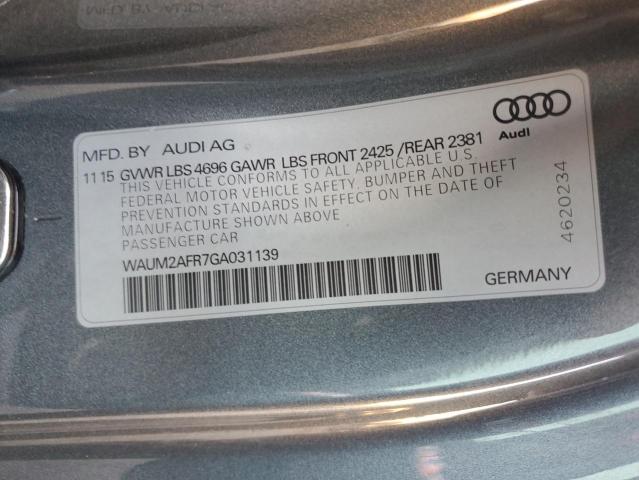 MFD. BY AUDI AG
Audi
11 15 GVWR LBS 4696 GAWR LBS FRONT 2425 / REAR 2381
THIS VEHICLE CONFORMS TO ALL APPLICABLE U.S.
FEDERAL MOTOR VEHICLE SAFETY. BUMPER AND THEFT
PREVENTION STANDARDS IN EFFECT ON THE DATE OF
MANUFACTURE SHOWN ABOVE
PASSENGER CAR
4620234
WAUM2AFR7GA031139
GERMANY